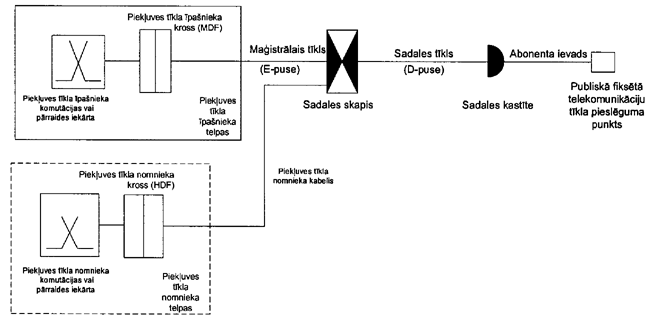 Piekļuves tīkla īpašnieka
kross (MDF)
Piekļuves tīkla īpašnieka
komutācijas vai
pārraides iekārta
Piekļuves
tīkla
īpašnieka
telpas
Maģistrālais tīkls
(E-puse)
Sadales skapis
Sadales tīkls
(D-puse)
Sadales kastīte
Abonenta ievads
Publiskā fiksētā
telekomunikāciju
tīkla pieslēguma
punkts
Piekļuves tīkla
nomnieka kabelis
Piekļuves tīkla nomnieka
kross (HDF)
Piekļuves tīkla nomnieka
komutācijas vai
pārraides iekārta
Piekļuves
tīkla
nomnieka
telpas